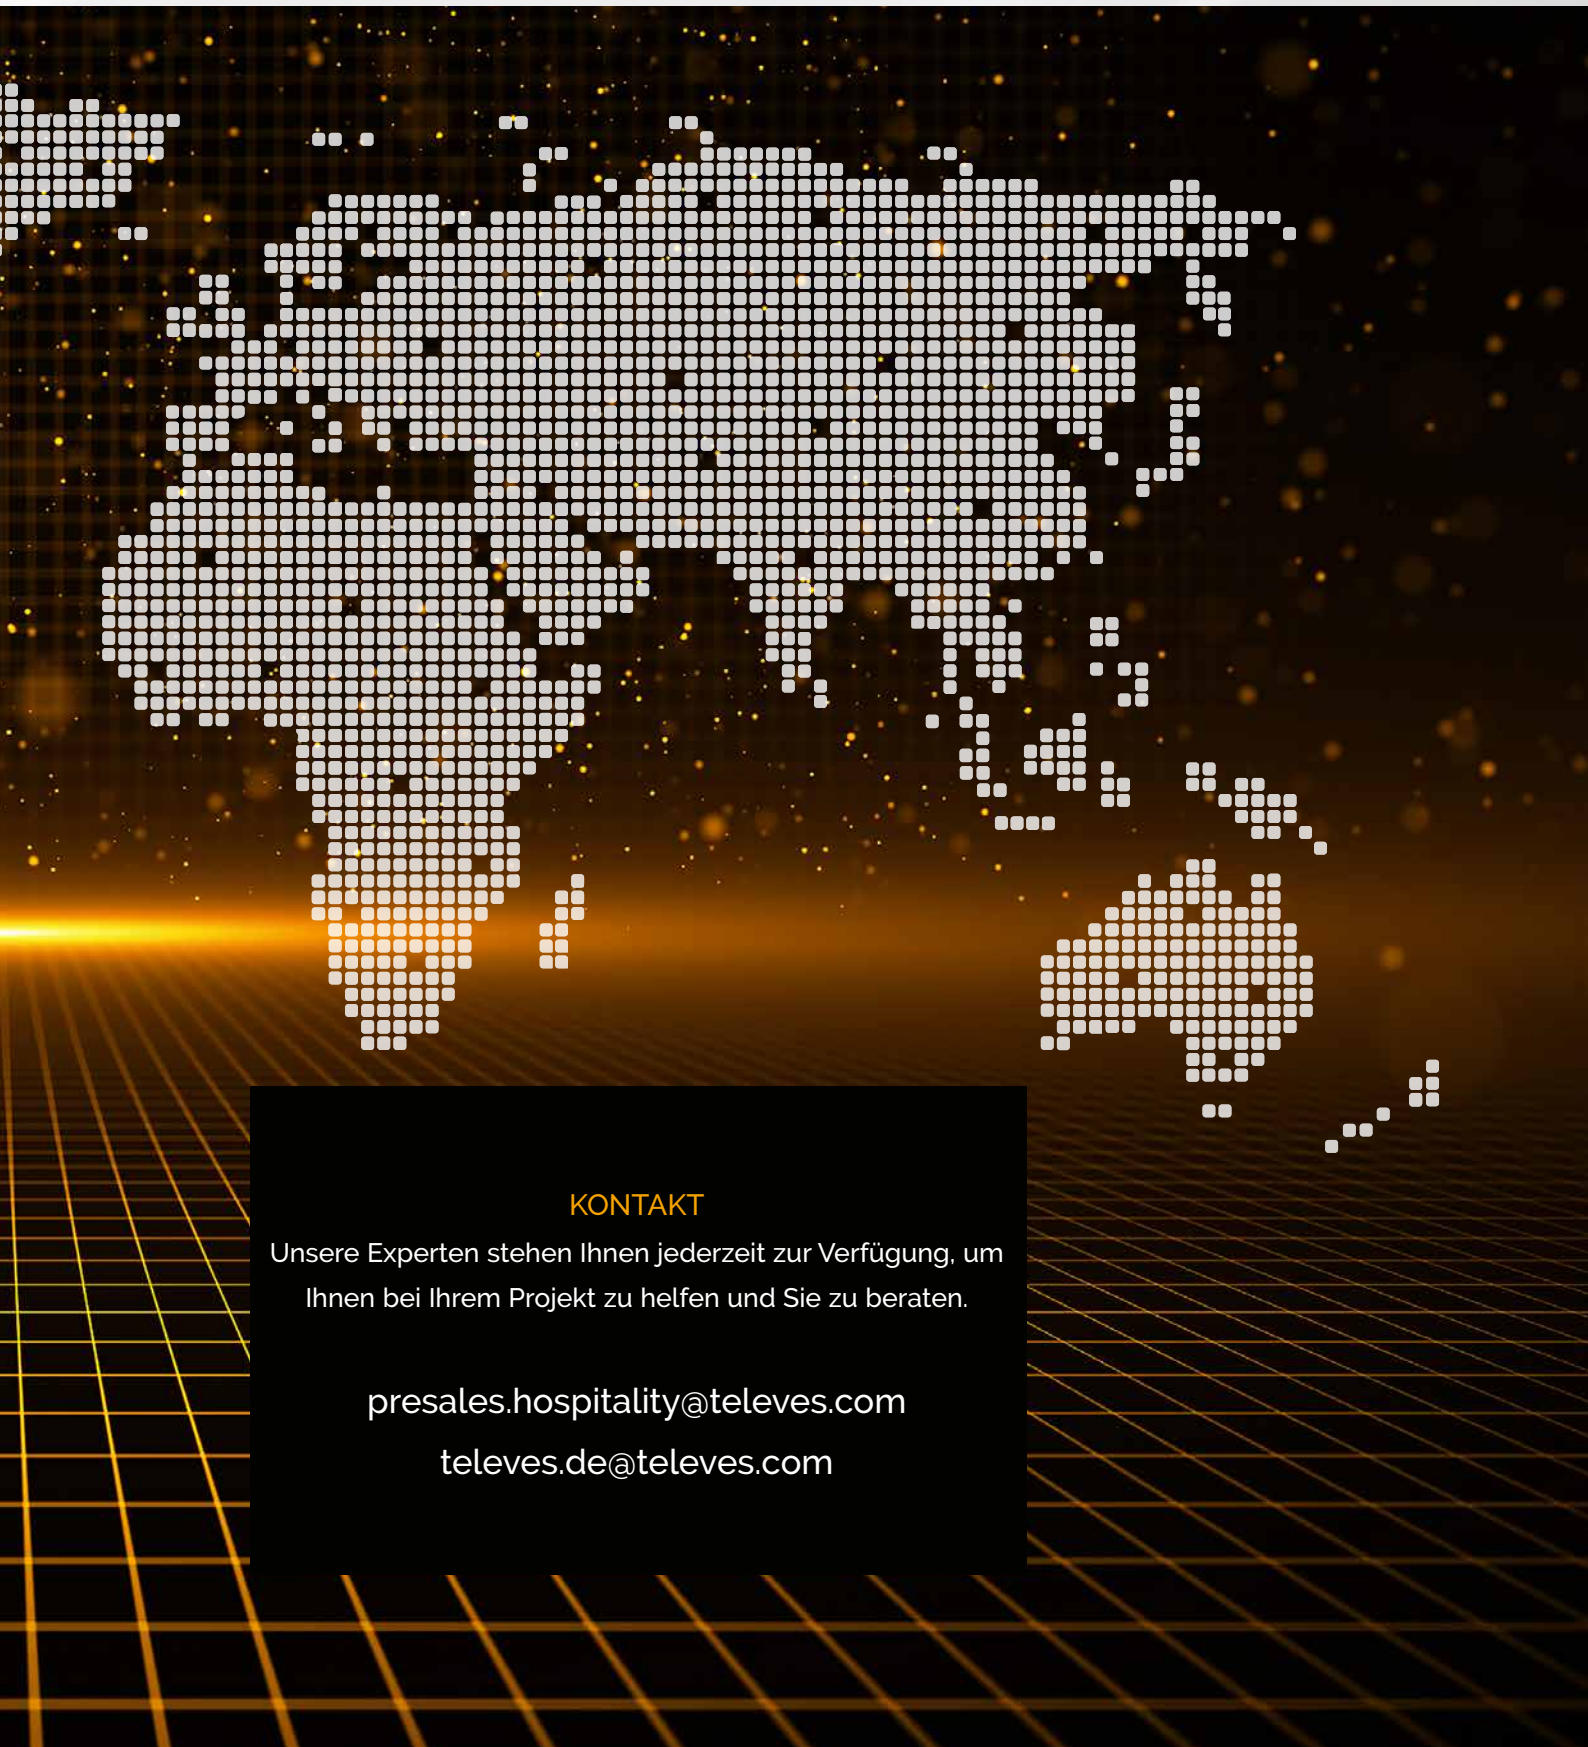 KONTAKT
Unsere Experten stehen Ihnen jederzeit zur Verfügung, um
Ihnen bei Ihrem Projekt zu helfen und Sie zu beraten.
presales.hospitality@televes.com
televes.de@televes.com